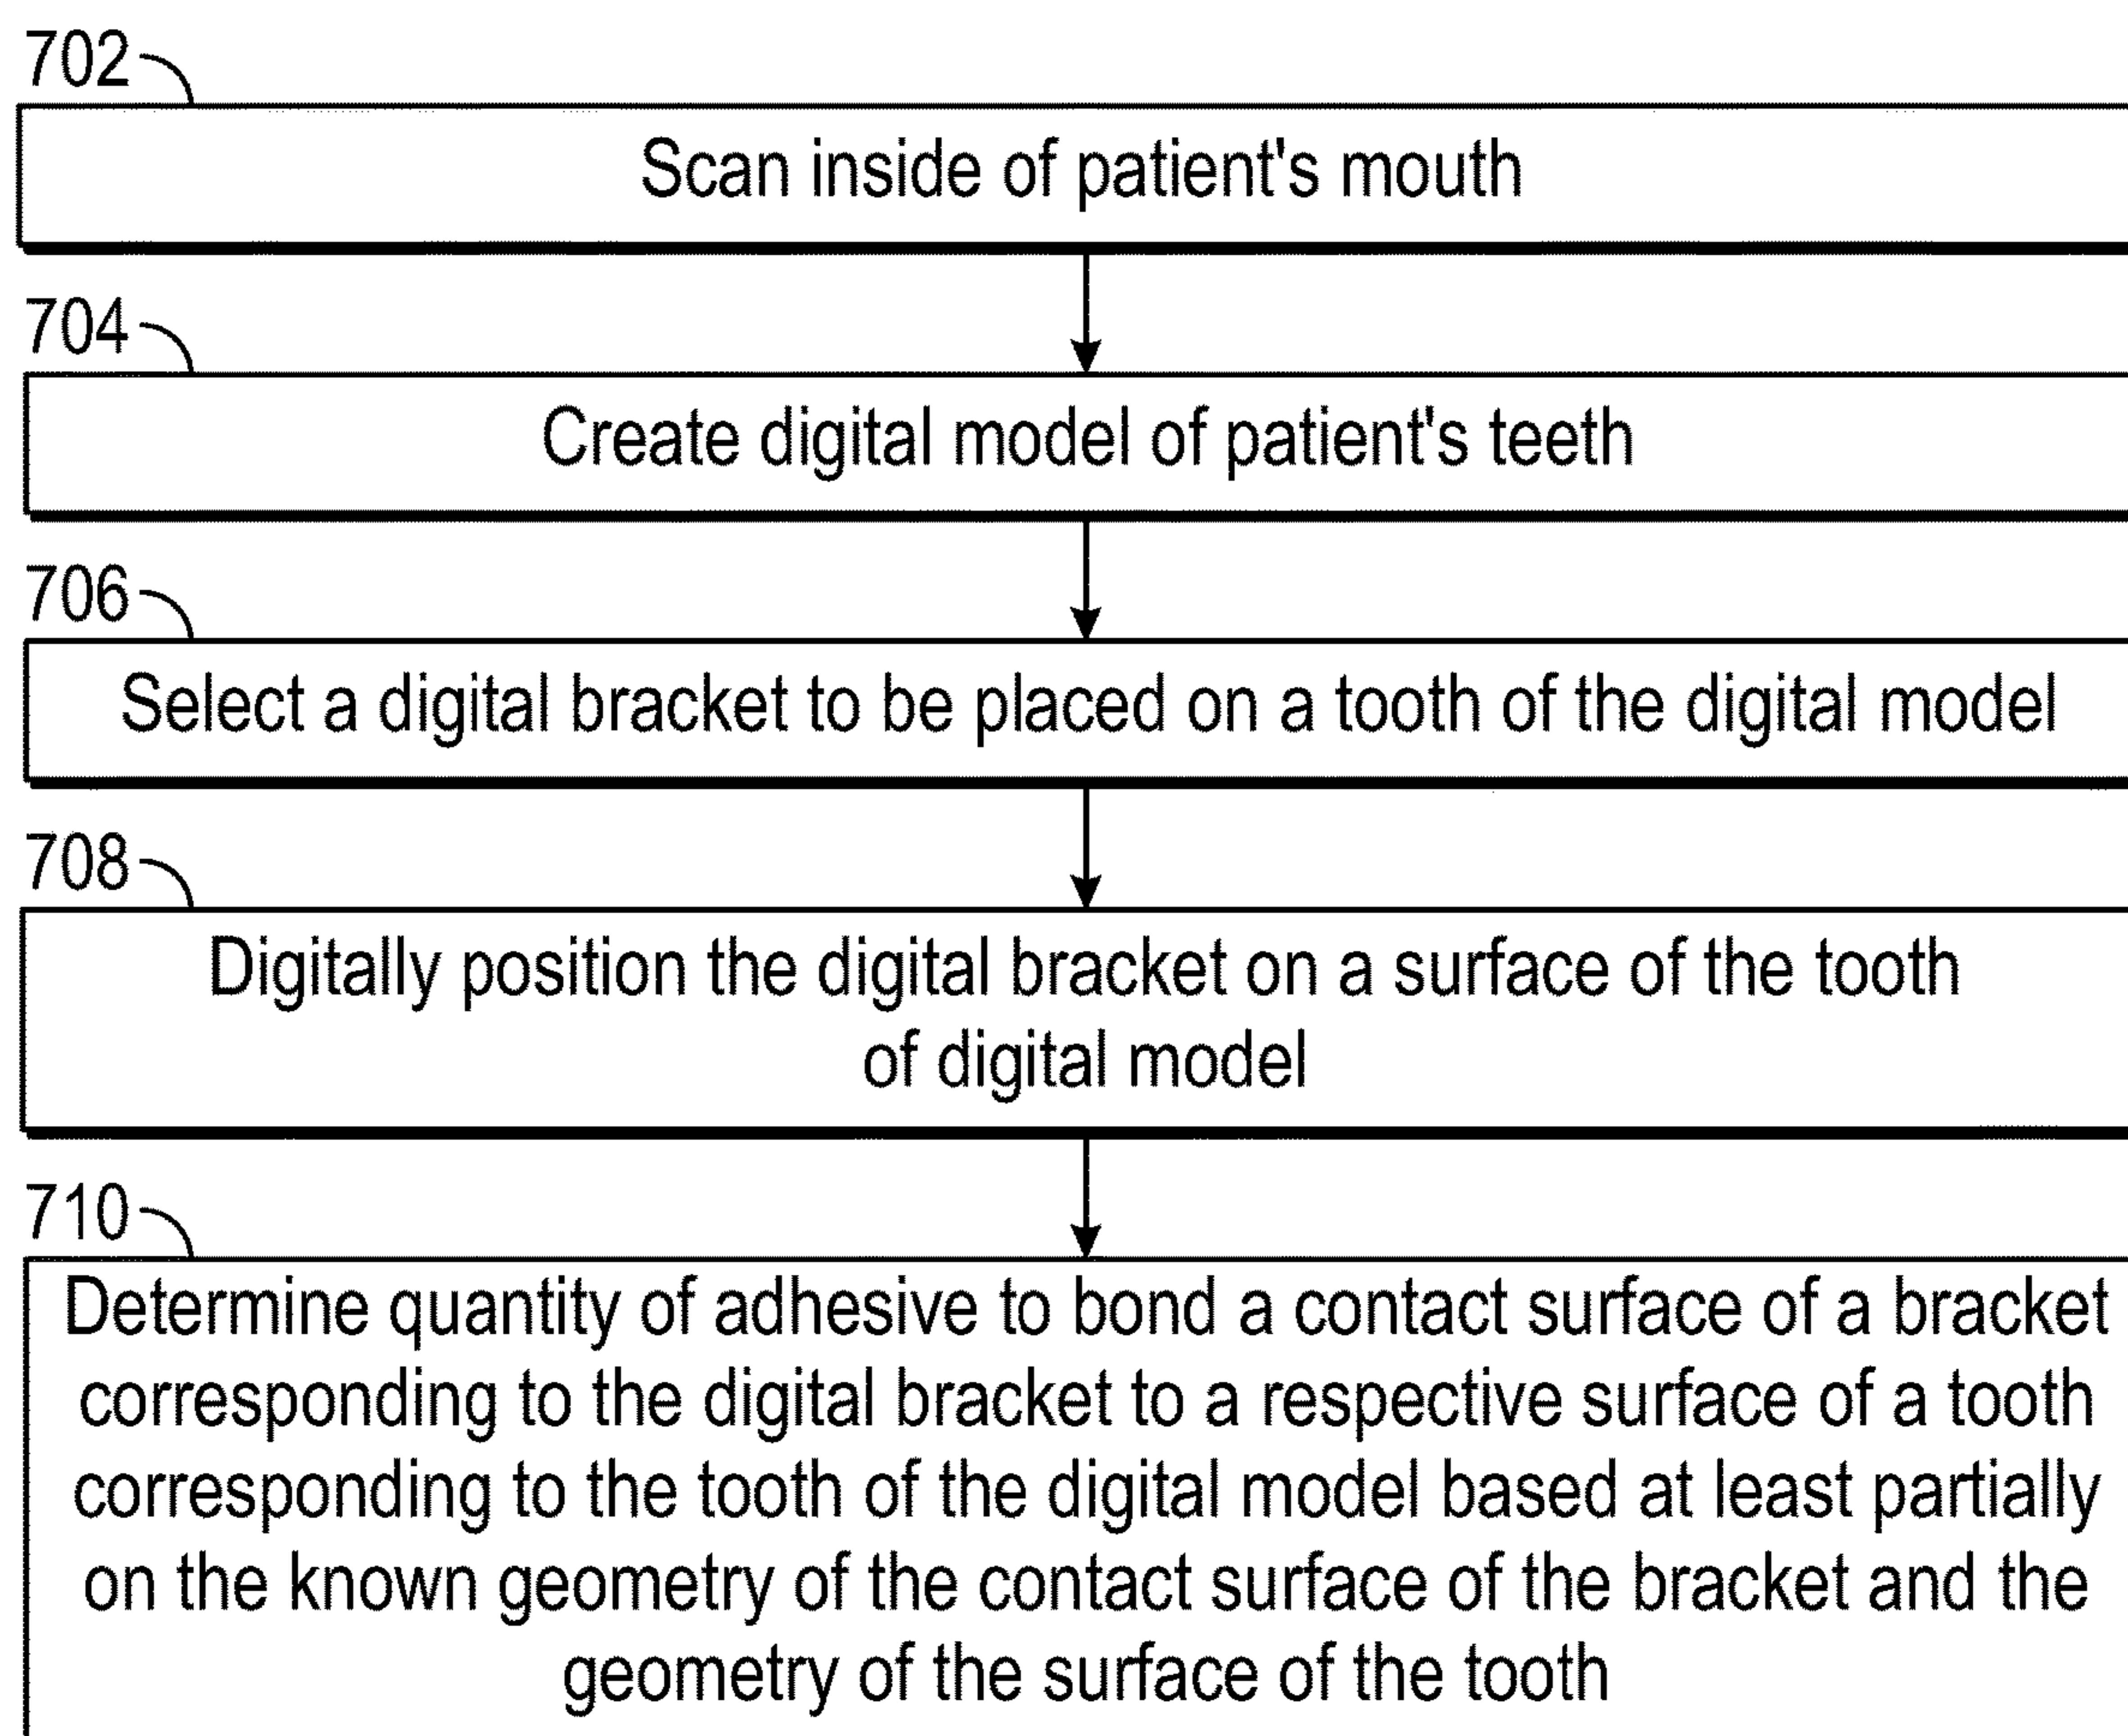 702
Scan inside of patient's mouth
704
Create digital model of patient's teeth
706
Select a digital bracket to be placed on a tooth of the digital model
708
Digitally position the digital bracket on a surface of the tooth
of digital model
710
Determine quantity of adhesive to bond a contact surface of a bracket
corresponding to the digital bracket to a respective surface of a tooth
corresponding to the tooth of the digital model based at least partially
on the known geometry of the contact surface of the bracket and the
geometry of the surface of the tooth